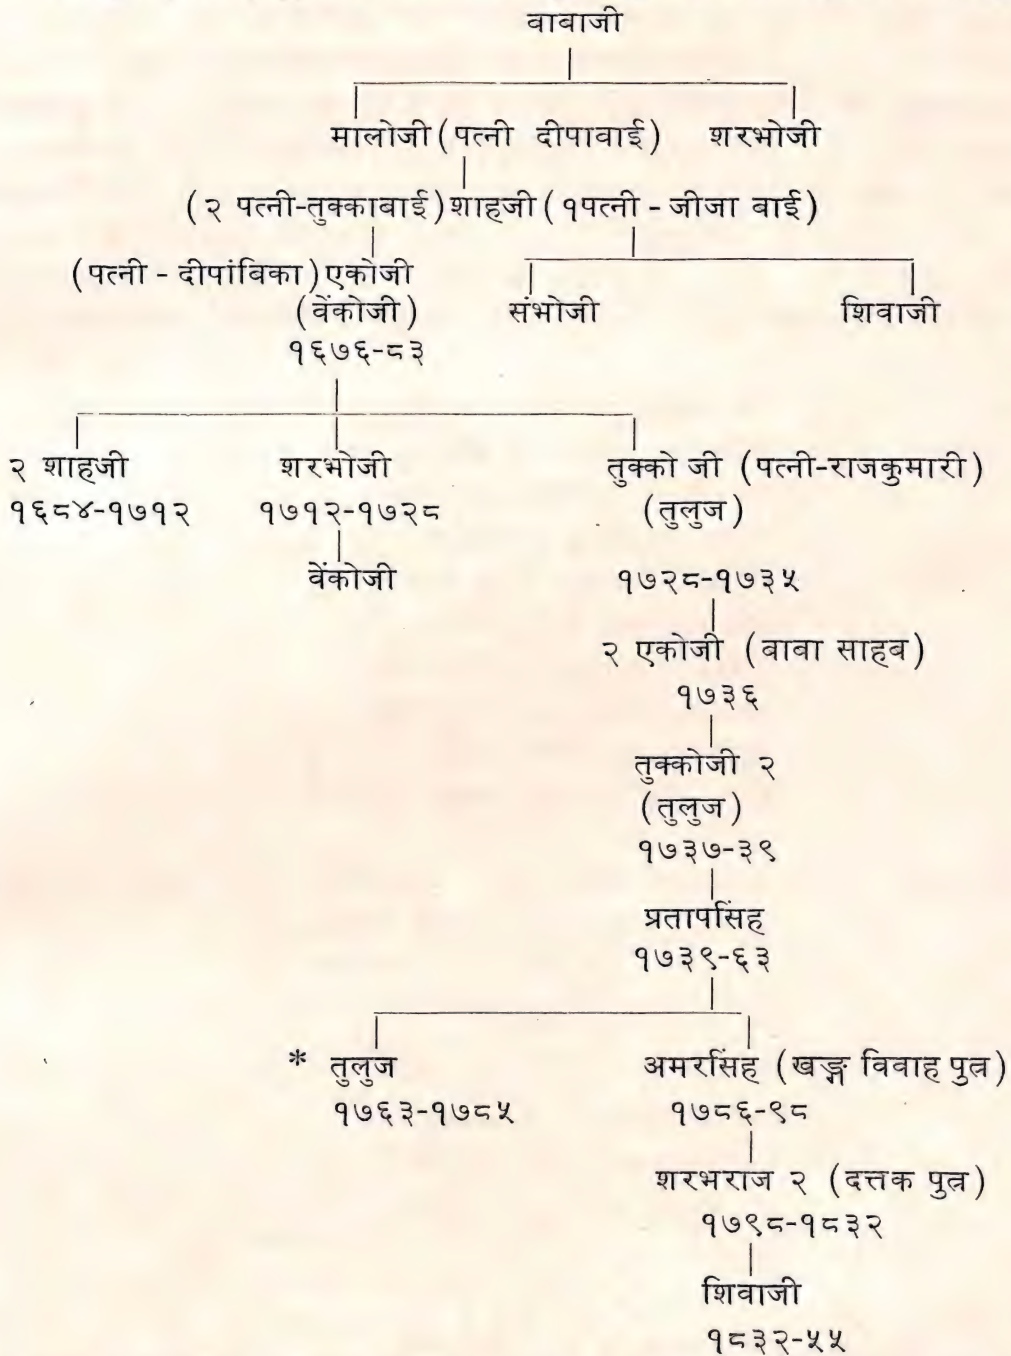 वावाजी
मालोजी (पत्नी दीपावाई) शरभोजी
(२ पत्नी-तुक्काबाई) शाहजी (१पत्नी - जीजा बाई)
(पत्नी - दीपांविका) एकोजी
(वेंकोजी) संभोजी शिवाजी
१६७६-८३
२ शाहजी शरभोजी तुक्को जी (पत्नी-राजकुमारी)
१६८४-१७१२ १७१२-१७२८ (तुलुज)
वेंकोजी १७२८-१७३५
२ एकोजी (वावा साहब)
१७३६
तुक्कोजी २
(तुलुज)
१७३७-३९
प्रतापसिंह
१७३९-६३
* तुलुज अमरसिंह (खङ्ग विवाह पुत्र)
१७६३-१७८५ १७८६-९८
शरभराज २ (दत्तक पुत्र)
१७९८-१८३२
शिवाजी
१८३२-५५